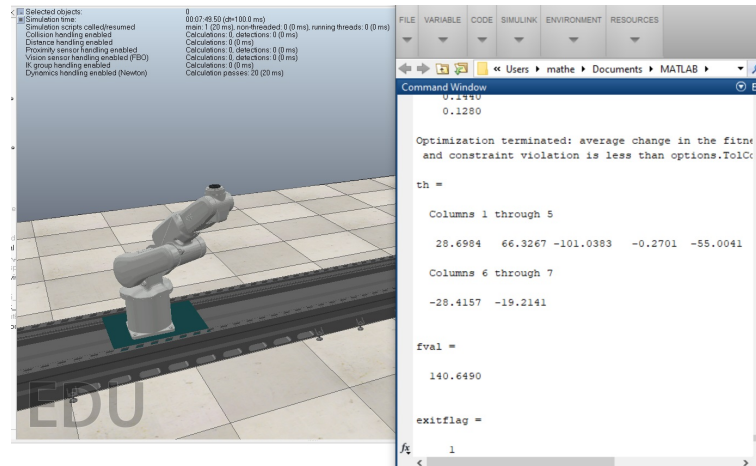 Selected objects: 0
Simulation time: 00:07:49.50 (dt=100.0 ms)
Simulation scripts called/resumed main: 1 (20 ms), non-threaded: 0 (0 ms), running threads: 0 (0 ms)
Collision handling enabled Calculations: 0, detections: 0 (0 ms)
Distance handling enabled Calculations: 0 (0 ms)
Proximity sensor handling enabled Calculations: 0, detections: 0 (0 ms)
Vision sensor handling enabled (FBO) Calculations: 0, detections: 0 (0 ms)
IK group handling enabled Calculations: 0 (0 ms)
Dynamics handling enabled (Newton) Calculation passes: 20 (20 ms)
EDU
FILE VARIABLE CODE SIMULINK ENVIRONMENT RESOURCES
« Users mathe Documents MATLAB
Command Window
0.1440
0.1280
Optimization terminated: average change in the fitne
and constraint violation is less than options.TolCo
th =
Columns 1 through 5
28.6984 66.3267 -101.0383 -0.2701 -55.0041
Columns 6 through 7
-28.4157 -19.2141
fval =
140.6490
exitflag =
fx 1